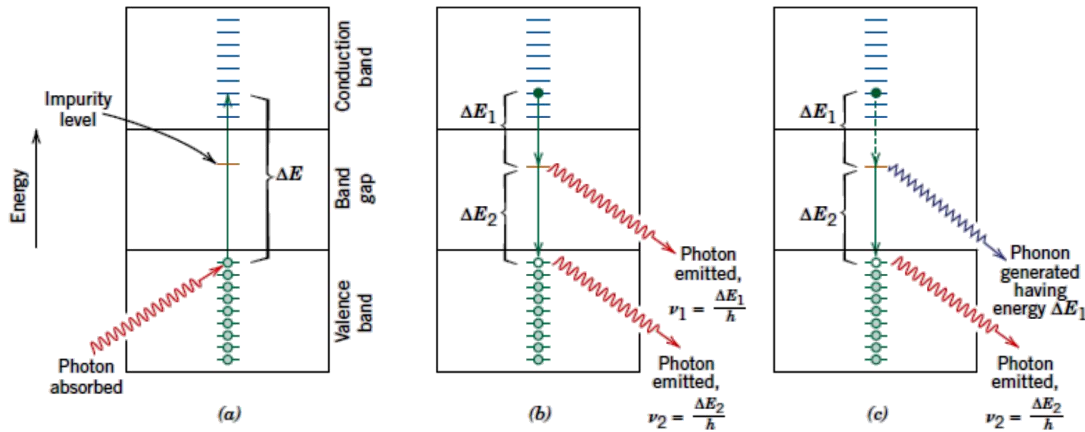 Energy
Impurity
level
ΔE
Conduction
band
Band
gap
Valence
band
Photon
absorbed
(a)
ΔE₁
ΔE₂
Photon
emitted,
ν₁ = ΔE₁/h
Photon
emitted,
ν₂ = ΔE₂/h
(b)
ΔE₁
ΔE₂
Phonon
generated
having
energy ΔE₁
Photon
emitted,
ν₂ = ΔE₂/h
(c)